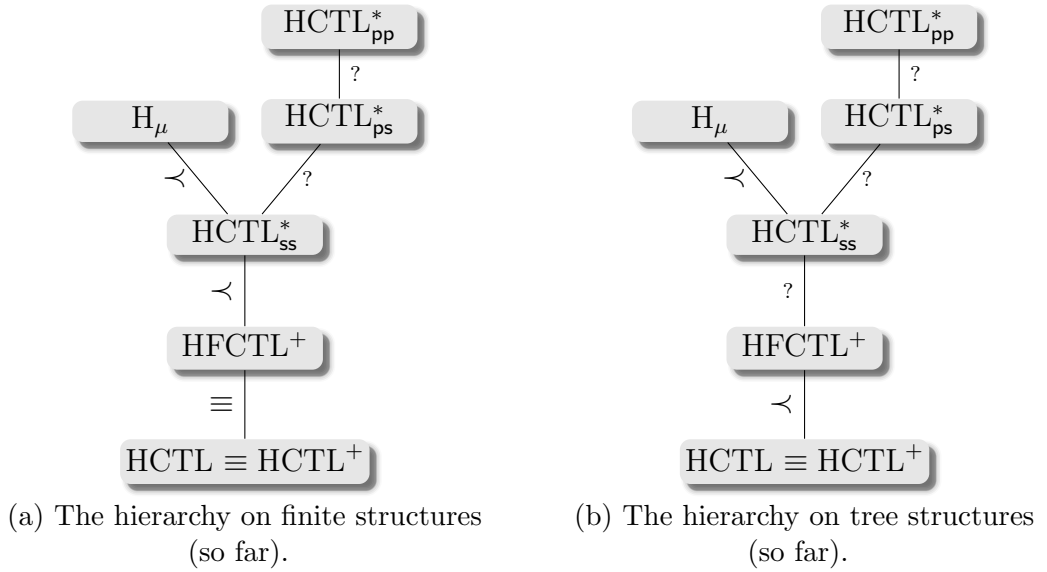 HCTL*pp HCTL*pp
? ?
Hμ HCTL*ps Hμ HCTL*ps
≺ ? ≺ ?
HCTL*ss HCTL*ss
≺ ?
HFCTL+ HFCTL+
≡ ≺
HCTL ≡ HCTL+ HCTL ≡ HCTL+
(a) The hierarchy on finite structures
(so far).
(b) The hierarchy on tree structures
(so far).